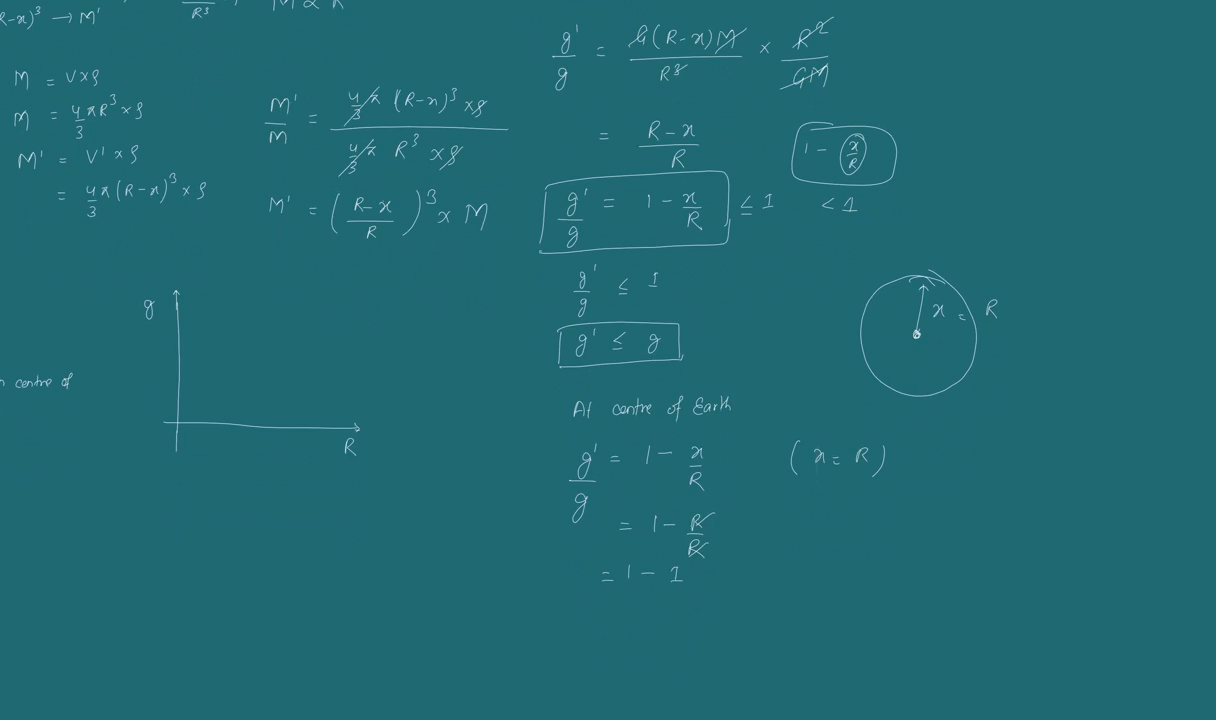 R-x)³ → M'
R³
M ∝ R
M = V×ρ
M = 4/3 πR³ × ρ
M' = V' × ρ
= 4/3 π (R-x)³ × ρ
M'/M = 4/3 π (R-x)³ × ρ / 4/3 π R³ × ρ
M' = (R-x / R)³ × M
g
R
centre of
g'/g = G(R-x)M / R³ × R² / GM
= R-x / R
1 - x/R
g'/g = 1 - x/R ≤ 1 < 1
g'/g ≤ 1
g' ≤ g
x = R
At centre of Earth
g'/g = 1 - x/R (x = R)
= 1 - R/R
= 1 - 1